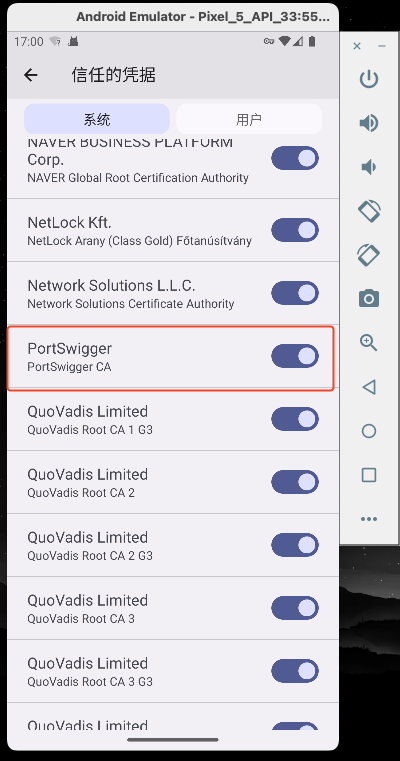 Android Emulator - Pixel_5_API_33:55...
17:00
信任的凭据
系统
用户
NAVER BUSINESS PLATFORM
Corp.
NAVER Global Root Certification Authority
NetLock Kft.
NetLock Arany (Class Gold) Főtanúsítvány
Network Solutions L.L.C.
Network Solutions Certificate Authority
PortSwigger
PortSwigger CA
QuoVadis Limited
QuoVadis Root CA 1 G3
QuoVadis Limited
QuoVadis Root CA 2
QuoVadis Limited
QuoVadis Root CA 2 G3
QuoVadis Limited
QuoVadis Root CA 3
QuoVadis Limited
QuoVadis Root CA 3 G3
QuoVadis Limited